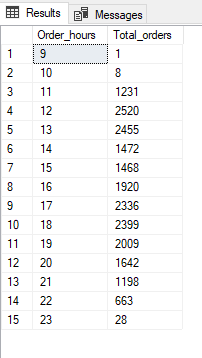 Results Messages
Order_hours Total_orders
1 9 1
2 10 8
3 11 1231
4 12 2520
5 13 2455
6 14 1472
7 15 1468
8 16 1920
9 17 2336
10 18 2399
11 19 2009
12 20 1642
13 21 1198
14 22 663
15 23 28